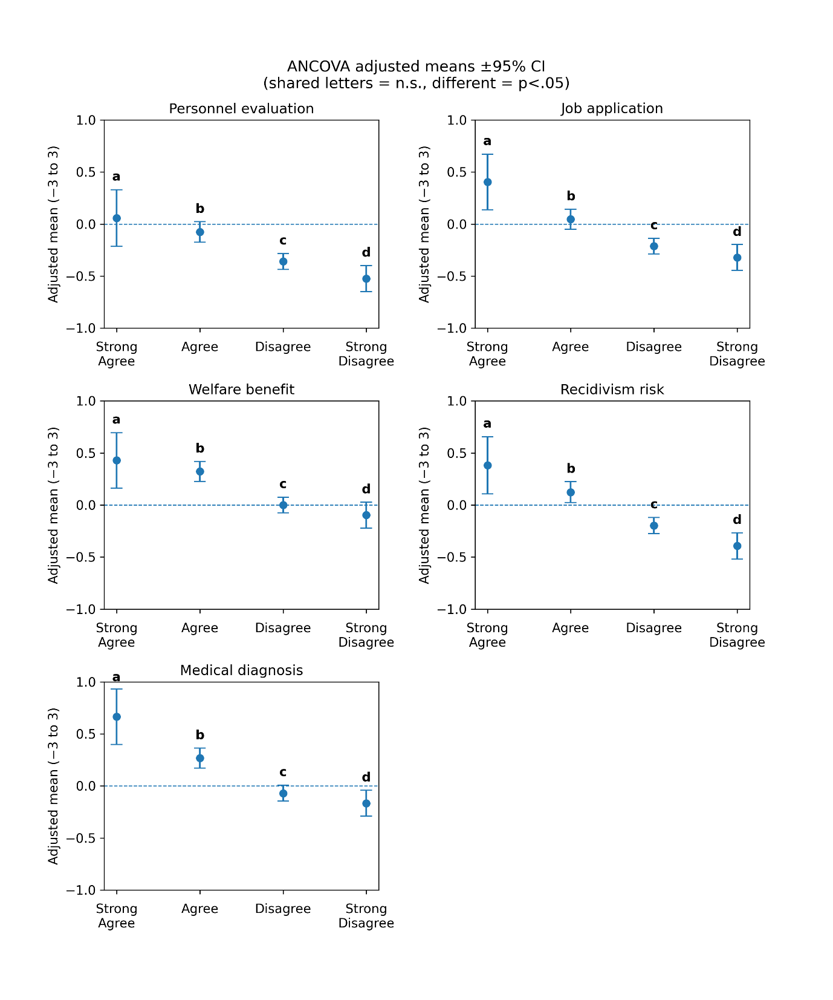 ANCOVA adjusted means ±95% CI
(shared letters = n.s., different = p<.05)
Personnel evaluation
Adjusted mean (−3 to 3)
1.0
0.5
0.0
−0.5
−1.0
a
b
c
d
Strong Agree Disagree Strong
Agree Disagree
Job application
Adjusted mean (−3 to 3)
1.0
0.5
0.0
−0.5
−1.0
a
b
c
d
Strong Agree Disagree Strong
Agree Disagree
Welfare benefit
Adjusted mean (−3 to 3)
1.0
0.5
0.0
−0.5
−1.0
a
b
c
d
Strong Agree Disagree Strong
Agree Disagree
Recidivism risk
Adjusted mean (−3 to 3)
1.0
0.5
0.0
−0.5
−1.0
a
b
c
d
Strong Agree Disagree Strong
Agree Disagree
Medical diagnosis
Adjusted mean (−3 to 3)
1.0
0.5
0.0
−0.5
−1.0
a
b
c
d
Strong Agree Disagree Strong
Agree Disagree